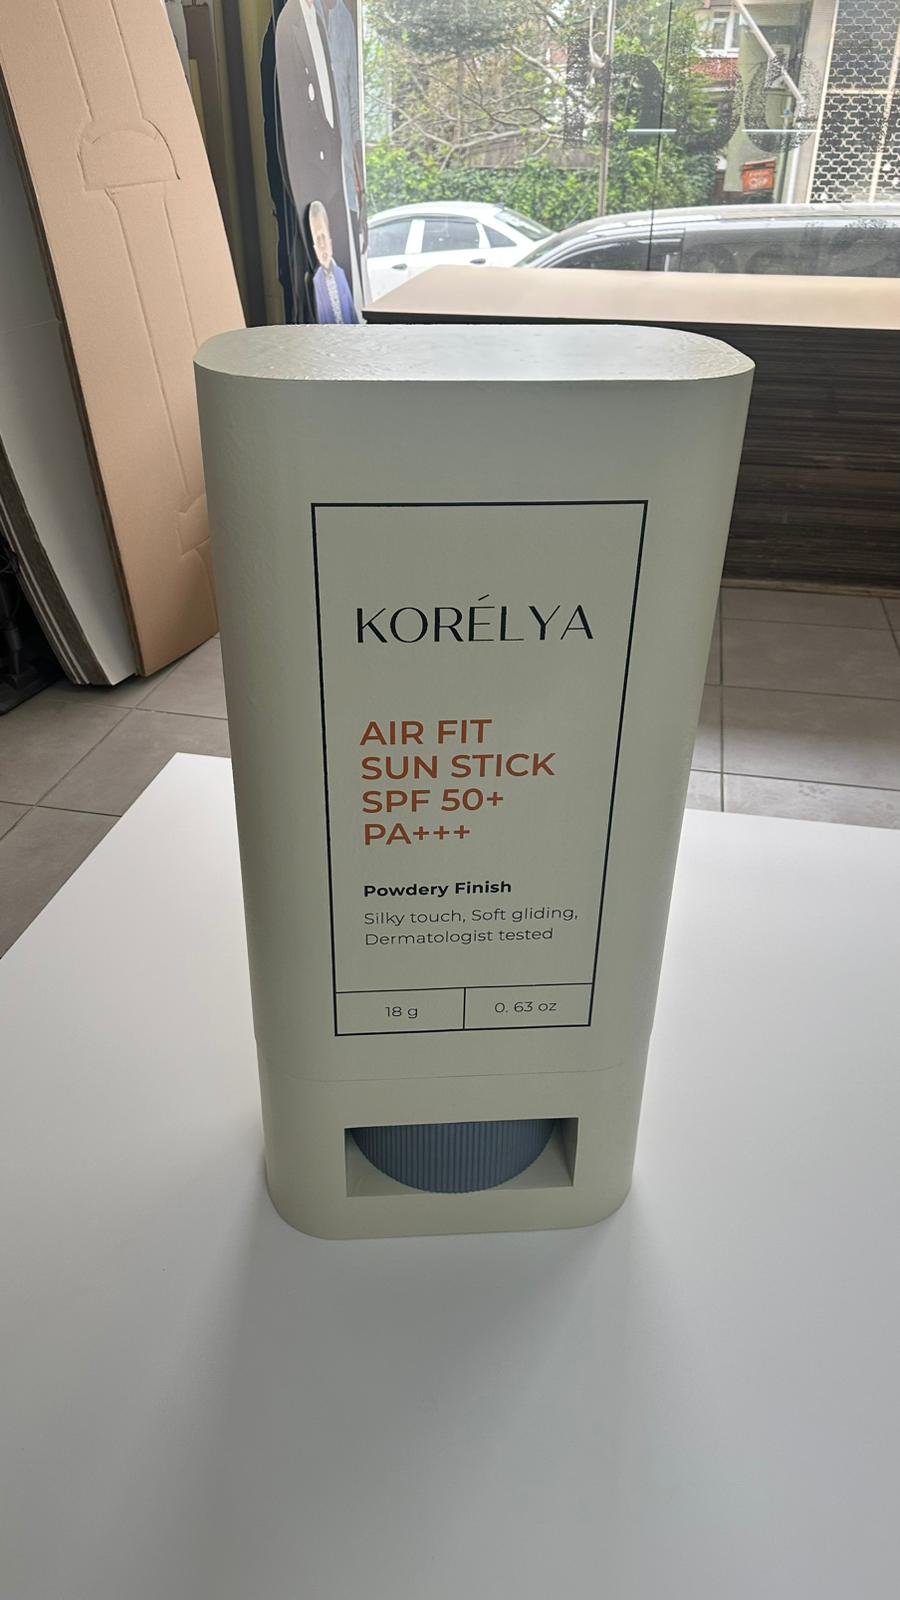 KORÉLYA
AIR FIT
SUN STICK
SPF 50+
PA+++
Powdery Finish
Silky touch, Soft gliding,
Dermatologist tested
18 g
0. 63 oz